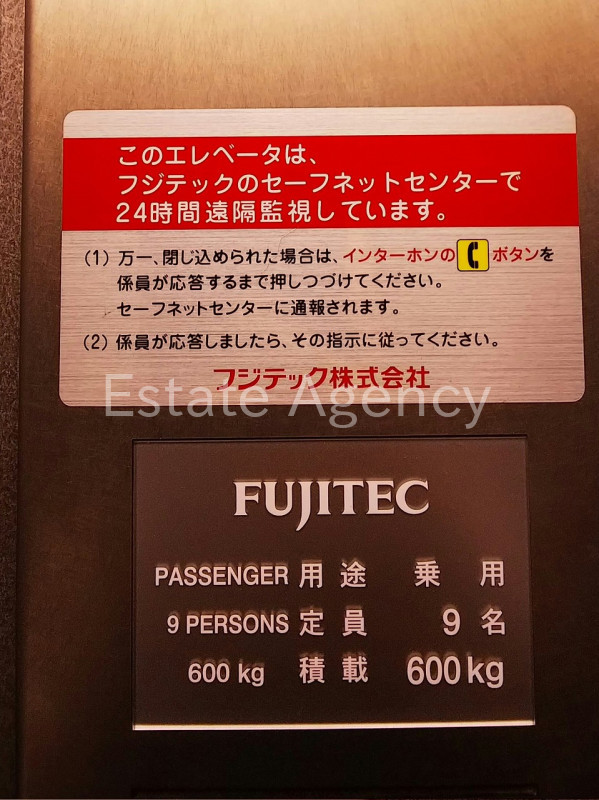 このエレベータは、
フジテックのセーフネットセンターで
24時間遠隔監視しています。
(1) 万一、閉じ込められた場合は、インターホンの ボタンを
係員が応答するまで押しつづけてください。
セーフネットセンターに通報されます。
(2) 係員が応答しましたら、その指示に従ってください。
フジテック株式会社
Estate Agency
FUJITEC
PASSENGER 用途 乗用
9 PERSONS 定員 9名
600 kg 積載 600kg